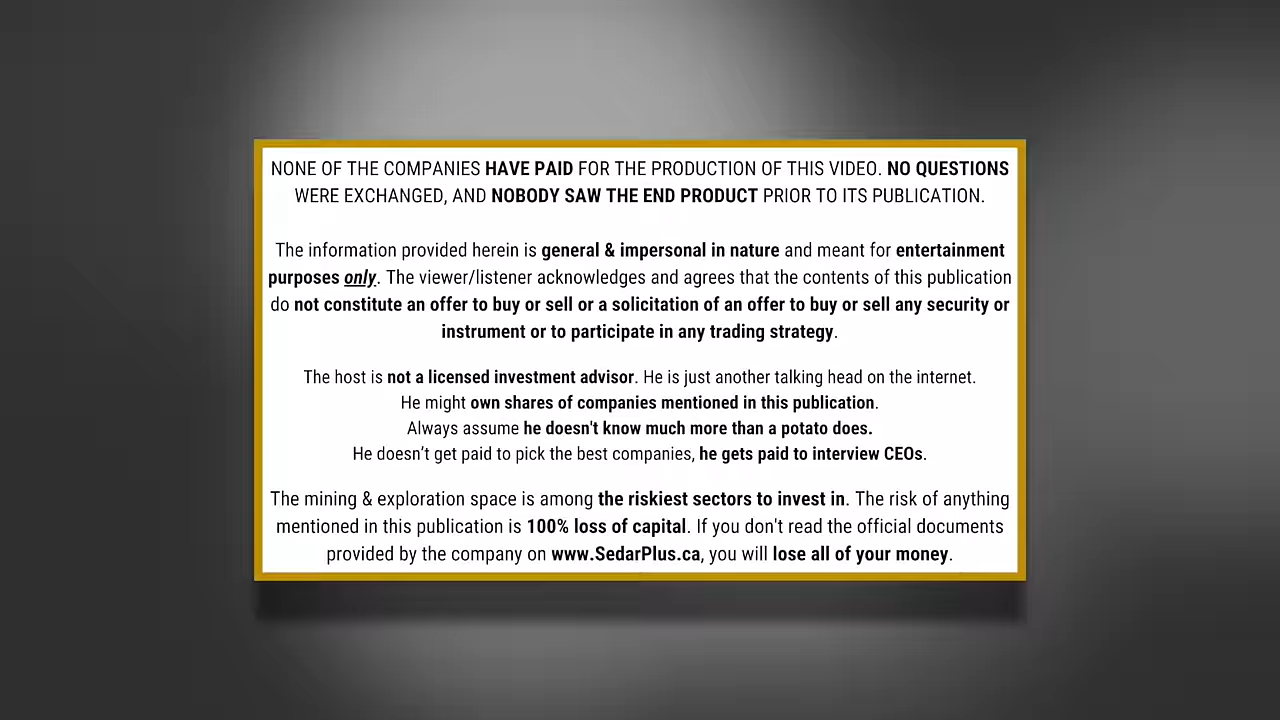 NONE OF THE COMPANIES HAVE PAID FOR THE PRODUCTION OF THIS VIDEO. NO QUESTIONS
WERE EXCHANGED, AND NOBODY SAW THE END PRODUCT PRIOR TO ITS PUBLICATION.
The information provided herein is general & impersonal in nature and meant for entertainment
purposes only. The viewer/listener acknowledges and agrees that the contents of this publication
do not constitute an offer to buy or sell or a solicitation of an offer to buy or sell any security or
instrument or to participate in any trading strategy.
The host is not a licensed investment advisor. He is just another talking head on the internet.
He might own shares of companies mentioned in this publication.
Always assume he doesn't know much more than a potato does.
He doesn’t get paid to pick the best companies, he gets paid to interview CEOs.
The mining & exploration space is among the riskiest sectors to invest in. The risk of anything
mentioned in this publication is 100% loss of capital. If you don't read the official documents
provided by the company on www.SedarPlus.ca, you will lose all of your money.